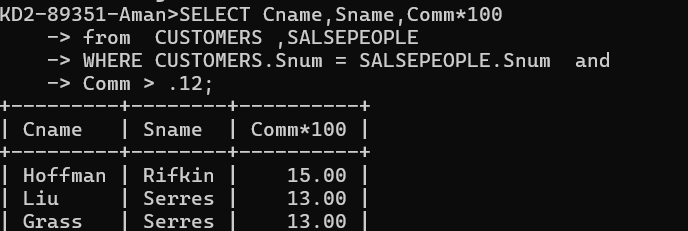 KD2-89351-Aman>SELECT Cname,Sname,Comm*100
    -> from  CUSTOMERS ,SALSEPEOPLE
    -> WHERE CUSTOMERS.Snum = SALSEPEOPLE.Snum  and
    -> Comm > .12;
+---------+--------+----------+
| Cname   | Sname  | Comm*100 |
+---------+--------+----------+
| Hoffman | Rifkin |    15.00 |
| Liu     | Serres |    13.00 |
| Grass   | Serres |    13.00 |